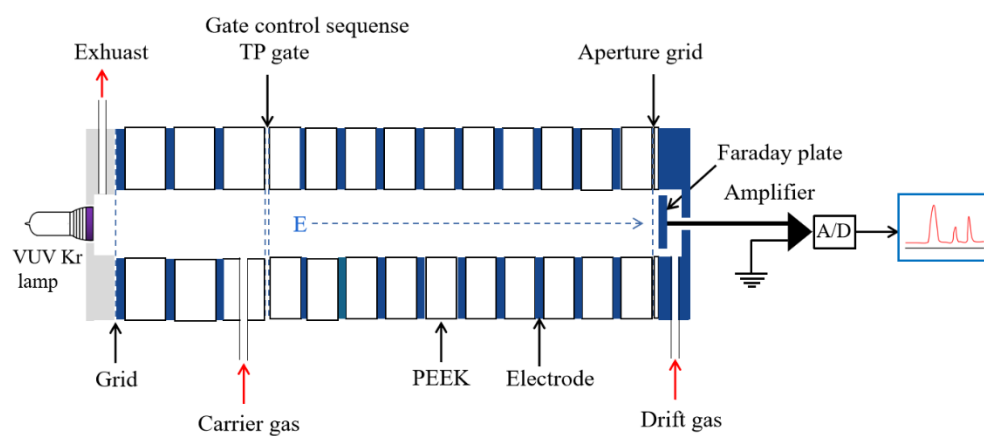 Gate control sequense
TP gate
Exhuast
Aperture grid
Faraday plate
Amplifier
E
A/D
VUV Kr
lamp
Grid
PEEK
Electrode
Carrier gas
Drift gas